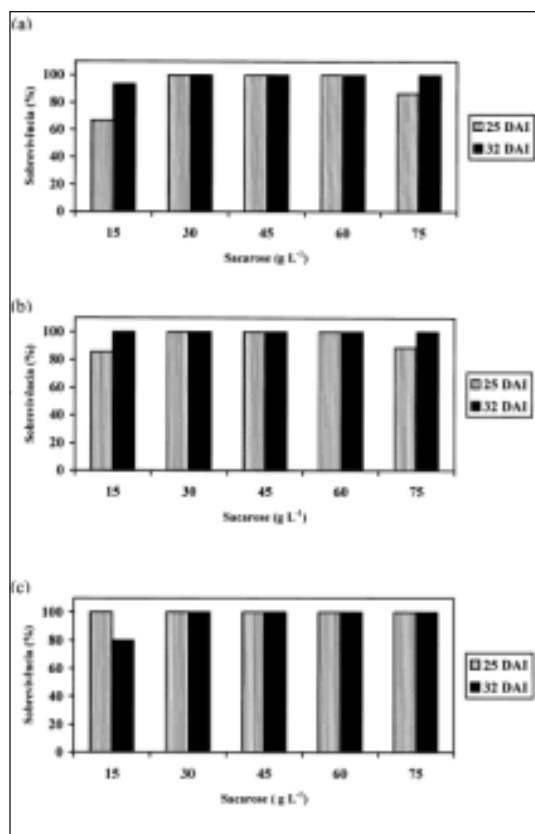 (a)
Sobrevivência (%)
100
80
60
40
20
0
15 30 45 60 75
Sacarose (g L⁻¹)
25 DAI
32 DAI
(b)
Sobrevivência (%)
100
80
60
40
20
0
15 30 45 60 75
Sacarose (g L⁻¹)
25 DAI
32 DAI
(c)
Sobrevivência (%)
100
80
60
40
20
0
15 30 45 60 75
Sacarose ( g L⁻¹)
25 DAI
32 DAI